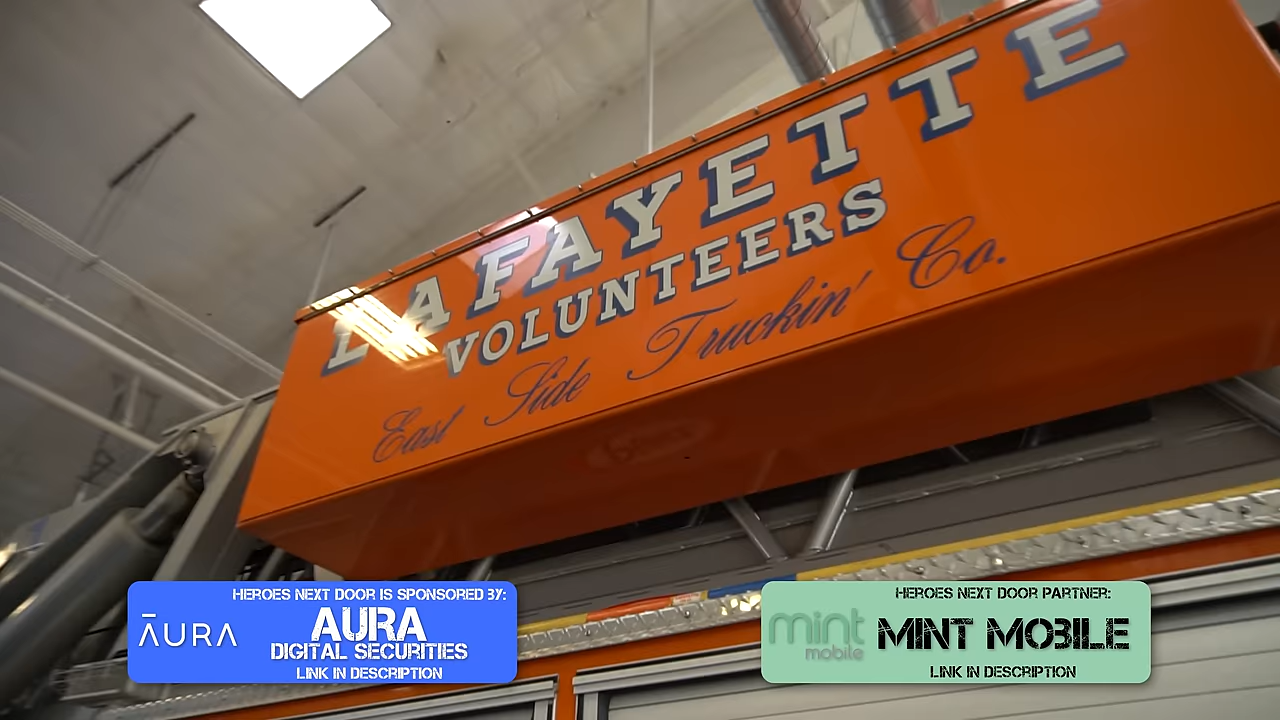 LAFAYETTE
VOLUNTEERS
East Side Truckin' Co.
HEROES NEXT DOOR IS SPONSORED BY:
ĀURA
AURA
DIGITAL SECURITIES
LINK IN DESCRIPTION
HEROES NEXT DOOR PARTNER:
mint
mobile
MINT MOBILE
LINK IN DESCRIPTION